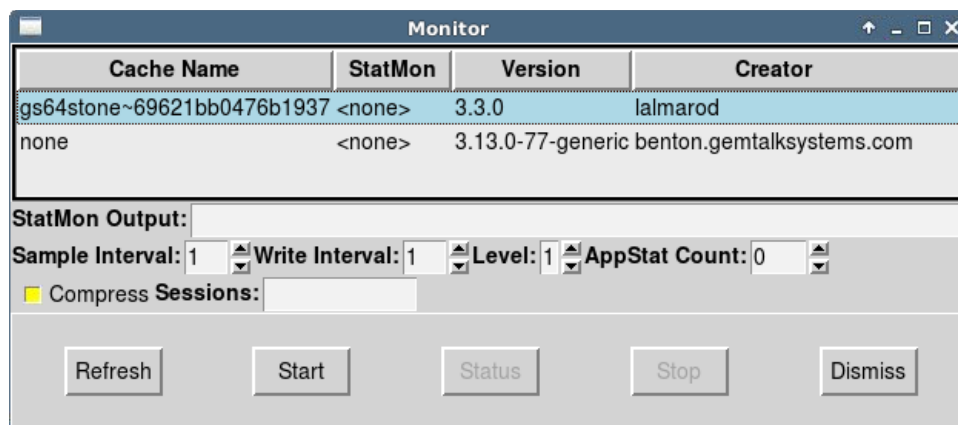 Monitor
Cache Name StatMon Version Creator
gs64stone~69621bb0476b1937 <none> 3.3.0 lalmarod
none <none> 3.13.0-77-generic benton.gemtalksystems.com
StatMon Output:
Sample Interval: 1 Write Interval: 1 Level: 1 AppStat Count: 0
Compress Sessions:
Refresh Start Status Stop Dismiss